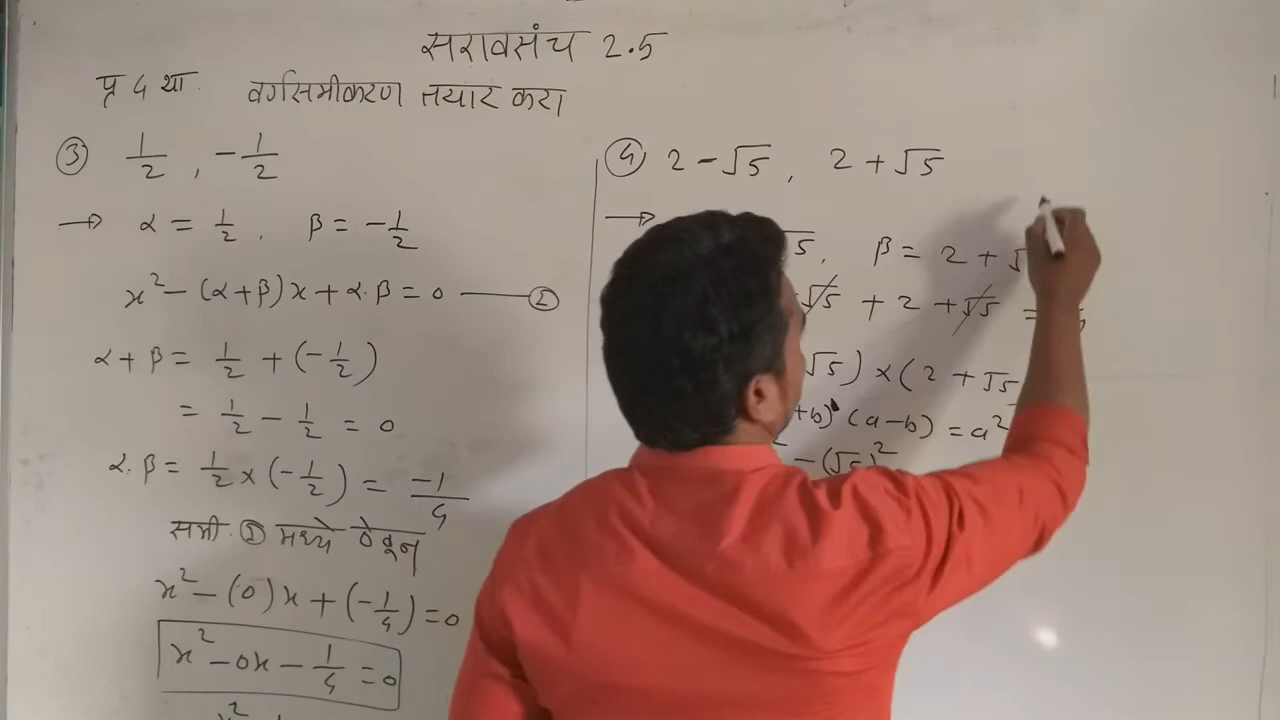 सरावसंच 2.5
प्र 4 था. वर्गसमीकरण तयार करा
③ 1/2 , -1/2
→ α = 1/2 , β = -1/2
x² - (α+β)x + α.β = 0 —— ①
α + β = 1/2 + (-1/2)
= 1/2 - 1/2 = 0
α.β = 1/2 × (-1/2) = -1/4
समी. ① मध्ये ठेवून
x² - (0)x + (-1/4) = 0
x² - 0x - 1/4 = 0
④ 2 - √5 , 2 + √5
→
5, β = 2 + √
√5 + 2 + √5 =
√5) × (2 + √5
+b) (a-b) = a²
- (√5)²